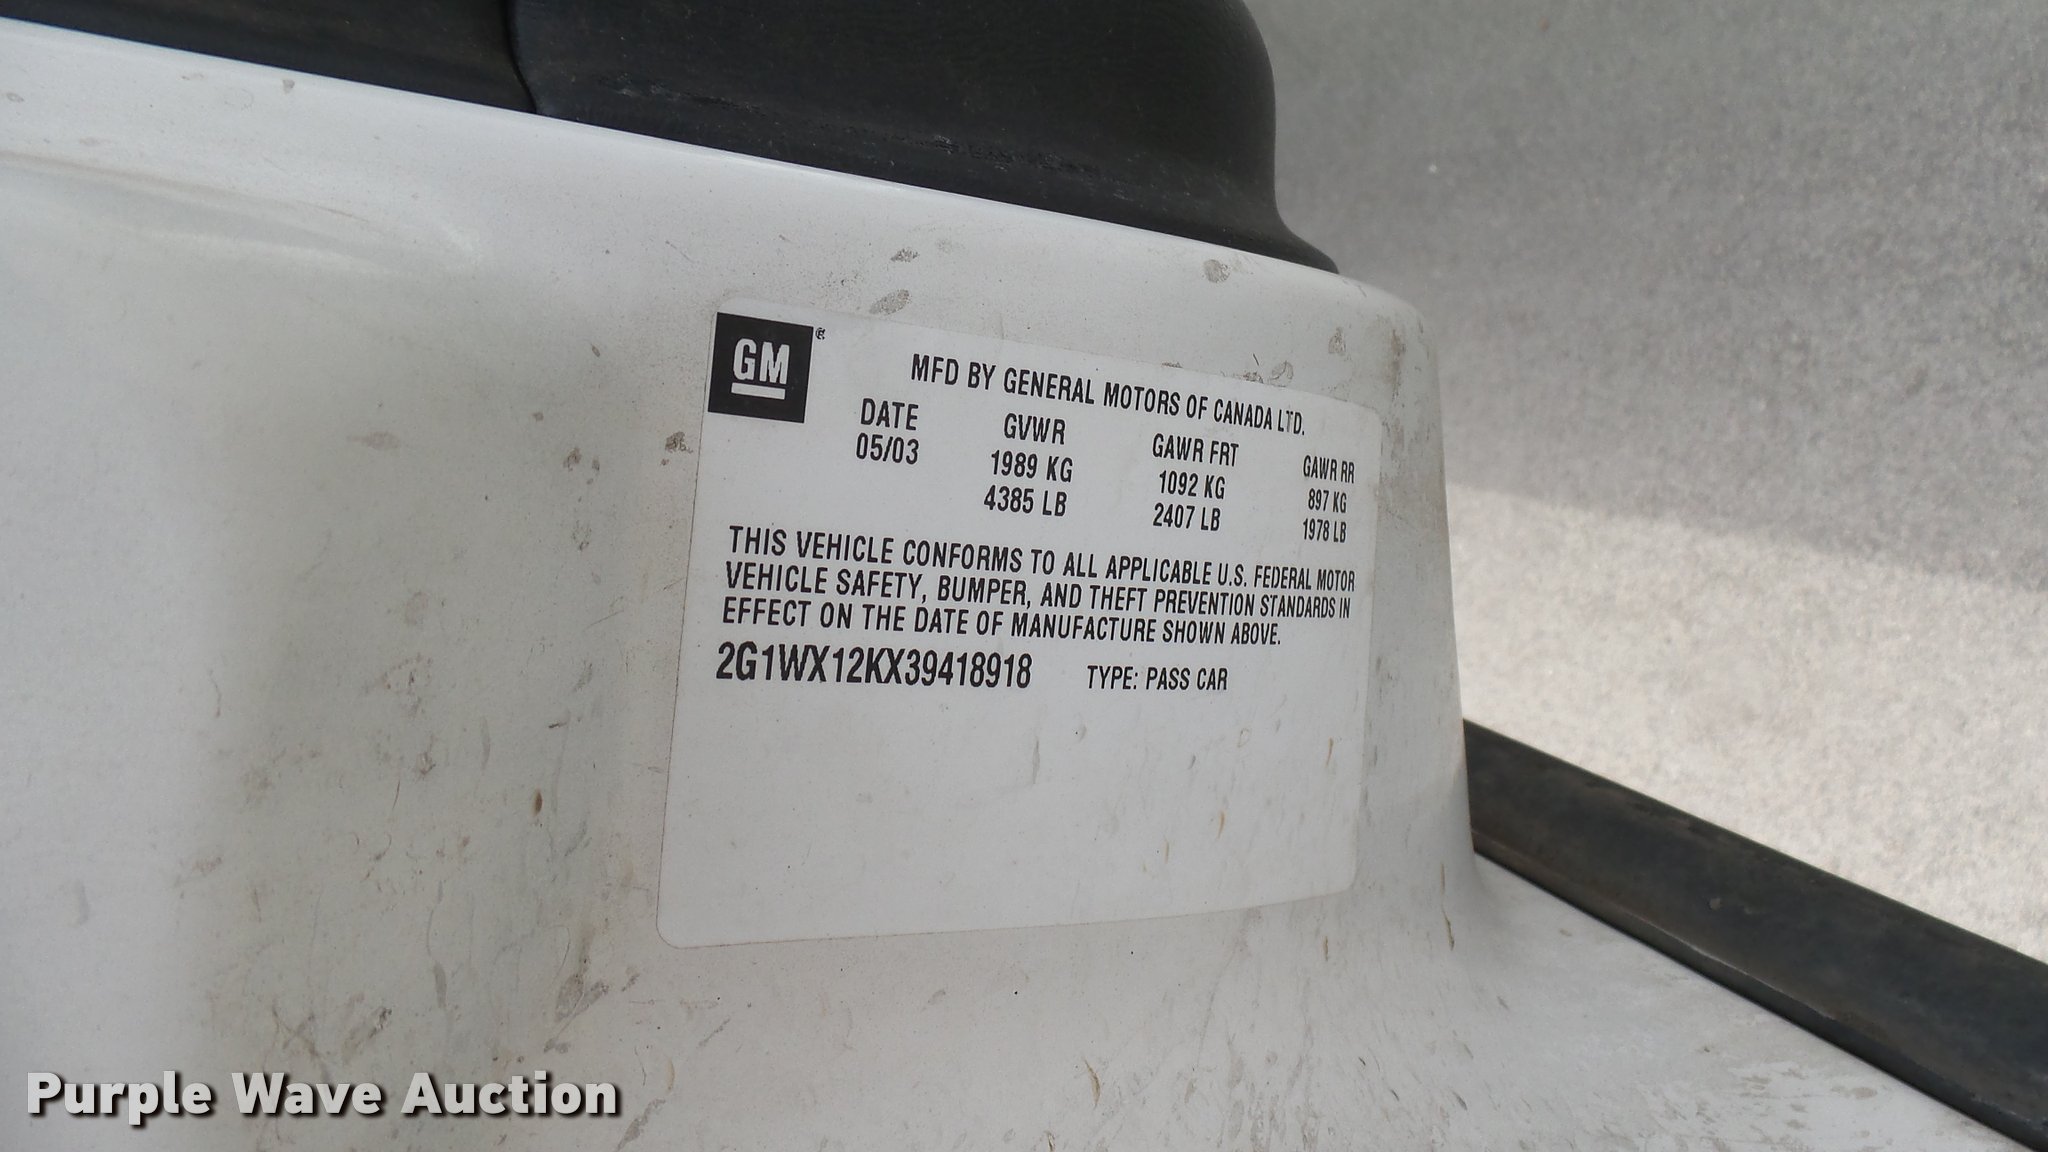 GM
MFD BY GENERAL MOTORS OF CANADA LTD.
DATE GVWR GAWR FRT GAWR RR
05/03 1989 KG 1092 KG 897 KG
4385 LB 2407 LB 1978 LB
THIS VEHICLE CONFORMS TO ALL APPLICABLE U.S. FEDERAL MOTOR
VEHICLE SAFETY, BUMPER, AND THEFT PREVENTION STANDARDS IN
EFFECT ON THE DATE OF MANUFACTURE SHOWN ABOVE.
2G1WX12KX39418918 TYPE: PASS CAR
Purple Wave Auction